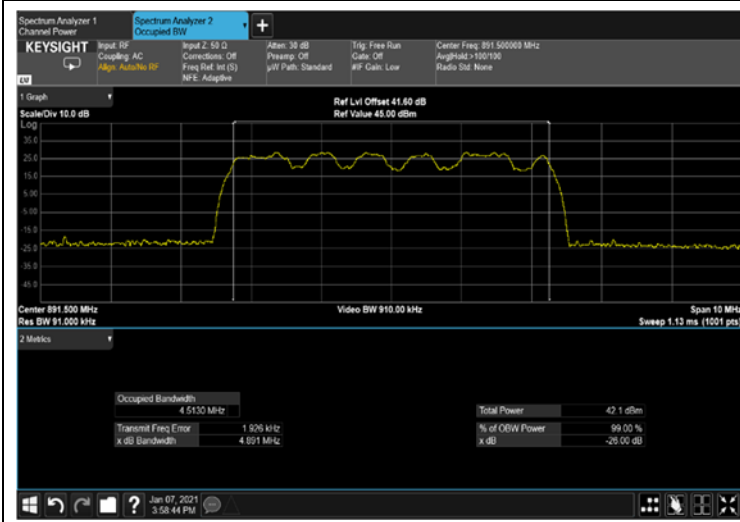 Spectrum Analyzer 1
Channel Power
Spectrum Analyzer 2
Occupied BW
+
KEYSIGHT
Input: RF
Coupling: AC
Align: Auto/No RF
Input Z: 50 Ω
Corrections: Off
Freq Ref: Int (S)
NFE: Adaptive
Atten: 30 dB
Preamp: Off
µW Path: Standard
Trig: Free Run
Gate: Off
#IF Gain: Low
Center Freq: 891.500000 MHz
Avg|Hold:>100/100
Radio Std: None
1 Graph
Scale/Div 10.0 dB
Ref Lvl Offset 41.60 dB
Ref Value 45.00 dBm
Log
35.0
25.0
15.0
5.00
-5.00
-15.0
-25.0
-35.0
-45.0
Center 891.500 MHz
Res BW 91.000 kHz
Video BW 910.00 kHz
Span 10 MHz
Sweep 1.13 ms (1001 pts)
2 Metrics
Occupied Bandwidth
4.5130 MHz
Transmit Freq Error 1.926 kHz
x dB Bandwidth 4.891 MHz
Total Power 42.1 dBm
% of OBW Power 99.00 %
x dB -26.00 dB
?
Jan 07, 2021
3:58:44 PM